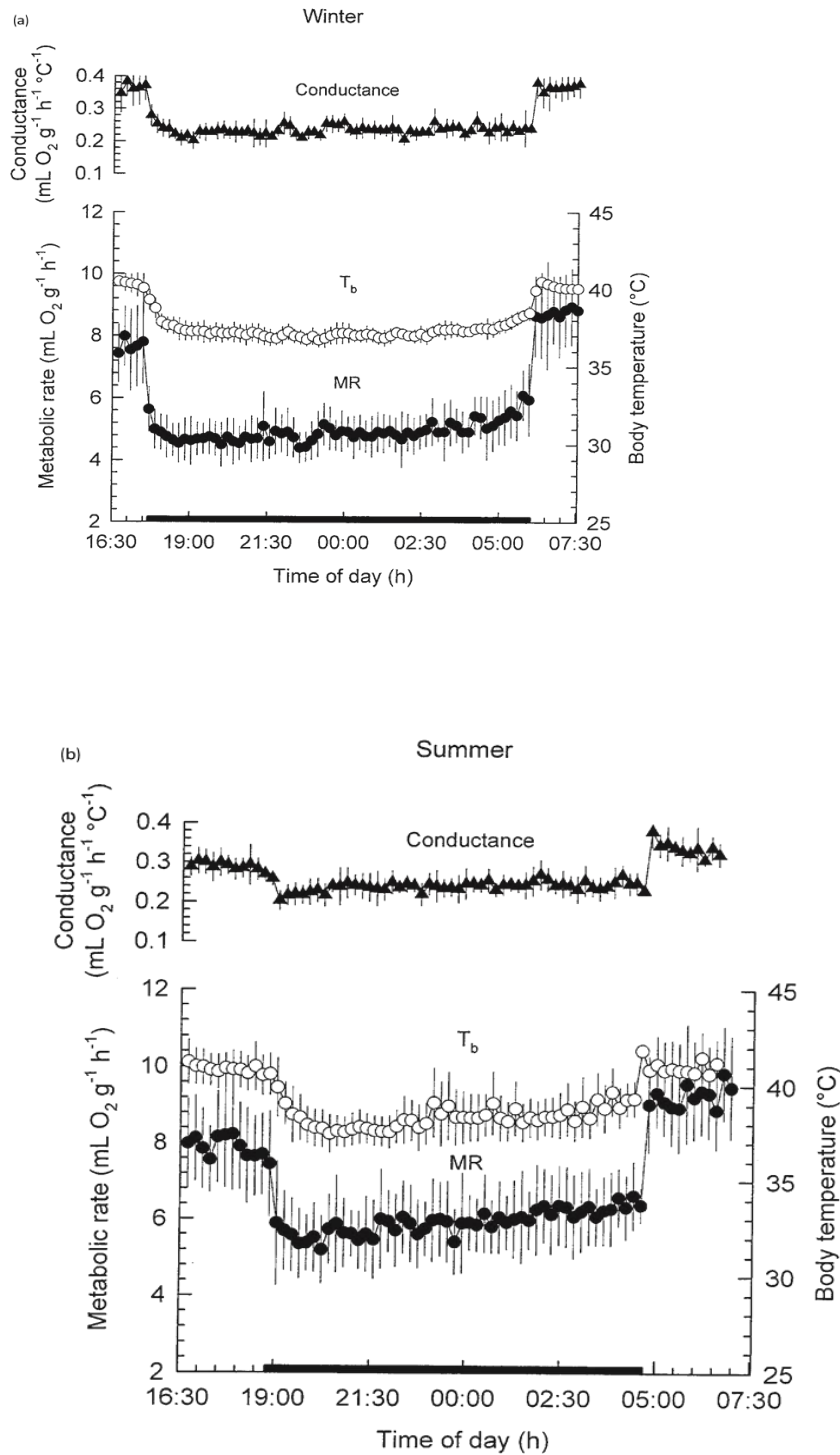 (a)
Winter
Conductance
(mL O2 g-1 h-1 °C-1)
0.4
0.3
0.2
0.1
Conductance
Metabolic rate (mL O2 g-1 h-1)
12
10
8
6
4
2
Tb
MR
45
40
35
30
25
Body temperature (°C)
16:30 19:00 21:30 00:00 02:30 05:00 07:30
Time of day (h)
(b)
Summer
Conductance
(mL O2 g-1 h-1 °C-1)
0.4
0.3
0.2
0.1
Conductance
Metabolic rate (mL O2 g-1 h-1)
12
10
8
6
4
2
Tb
MR
45
40
35
30
25
Body temperature (°C)
16:30 19:00 21:30 00:00 02:30 05:00 07:30
Time of day (h)